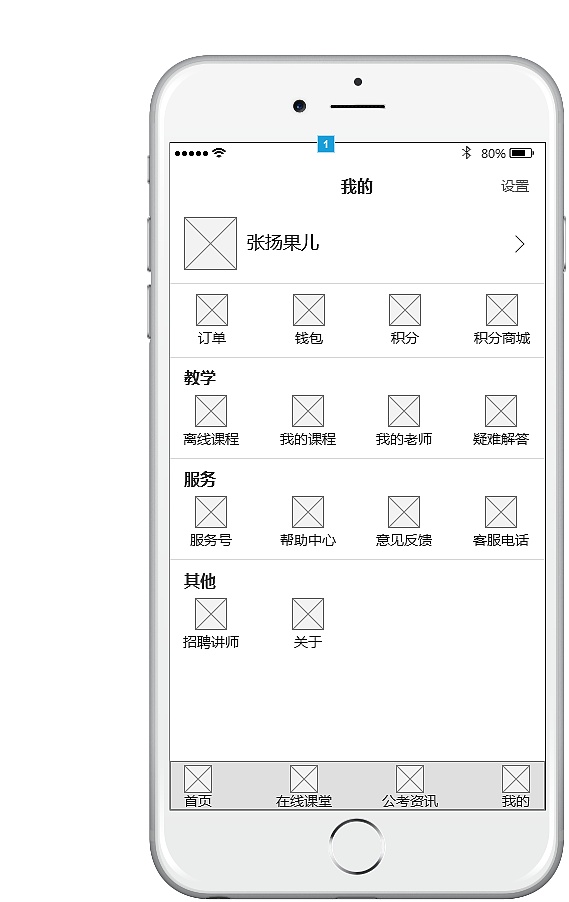 1
80%
我的 设置
张扬果儿
订单 钱包 积分 积分商城
教学
离线课程 我的课程 我的老师 疑难解答
服务
服务号 帮助中心 意见反馈 客服电话
其他
招聘讲师 关于
首页 在线课堂 公考资讯 我的